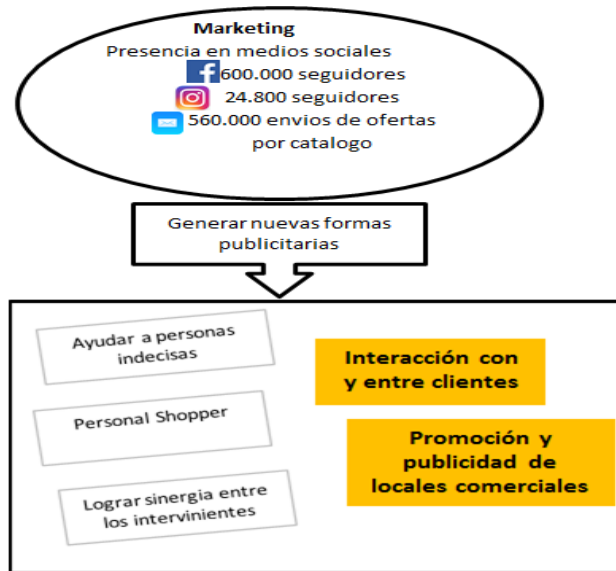 Marketing
Presencia en medios sociales
600.000 seguidores
24.800 seguidores
560.000 envios de ofertas
por catalogo
Generar nuevas formas
publicitarias
Ayudar a personas
indecisas
Personal Shopper
Lograr sinergia entre
los intervinientes
Interacción con
y entre clientes
Promoción y
publicidad de
locales comerciales